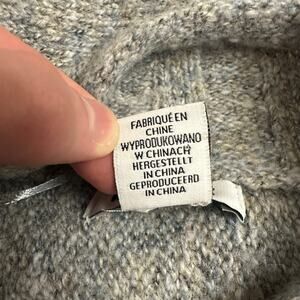 FABRIQUÉ EN
CHINE
WYPRODUKOWANO
W CHINACH
HERGESTELLT
IN CHINA
GEPRODUCEERD
IN CHINA